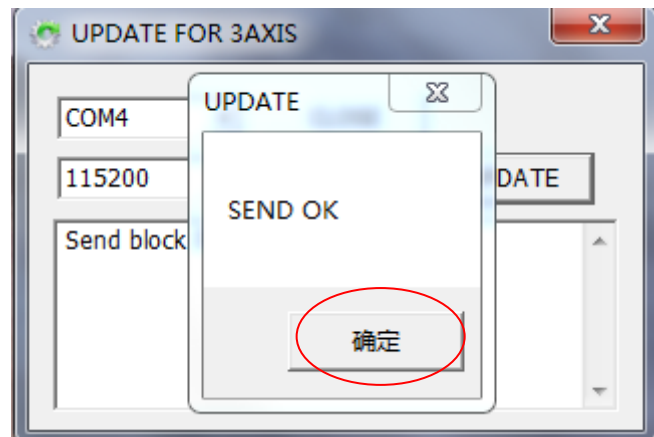 UPDATE FOR 3AXIS
UPDATE
COM4
115200
DATE
SEND OK
Send block
确定